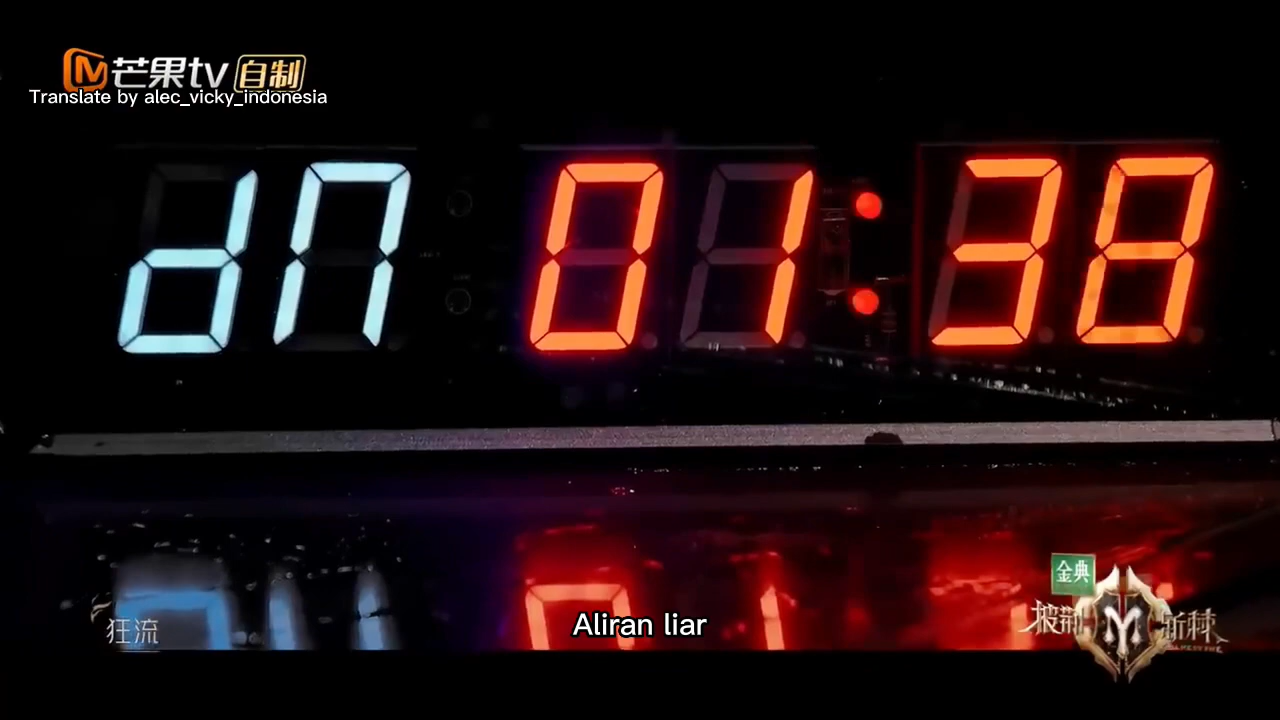 芒果tv 自制
Translate by alec_vicky_indonesia
dn 01:38
金典
披荆斩棘
狂流
Aliran liar